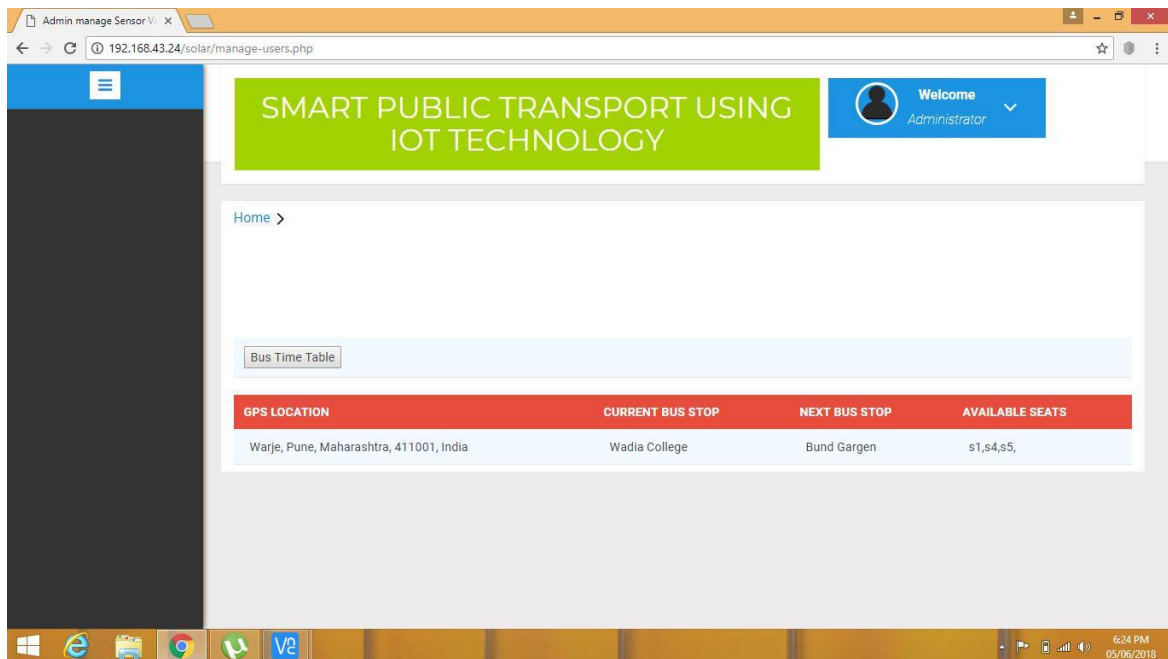 Admin manage Sensor Va
192.168.43.24/solar/manage-users.php
SMART PUBLIC TRANSPORT USING
IOT TECHNOLOGY
Welcome
Administrator
Home >
Bus Time Table
GPS LOCATION CURRENT BUS STOP NEXT BUS STOP AVAILABLE SEATS
Warje, Pune, Maharashtra, 411001, India Wadia College Bund Gargen s1,s4,s5,
6:24 PM
05/06/2018